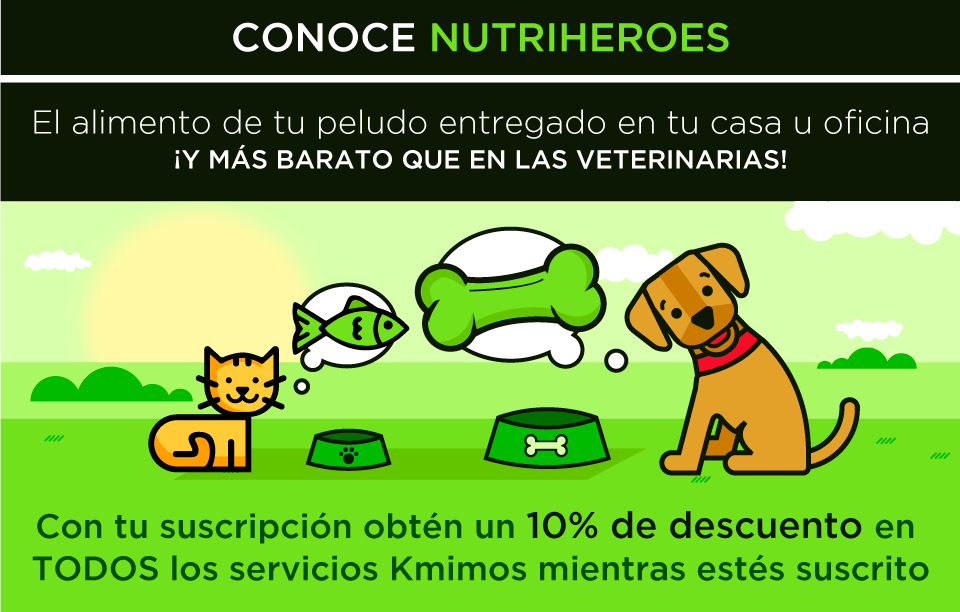 CONOCE NUTRIHEROES
El alimento de tu peludo entregado en tu casa u oficina
¡Y MÁS BARATO QUE EN LAS VETERINARIAS!
Con tu suscripción obtén un 10% de descuento en
TODOS los servicios Kmimos mientras estés suscrito